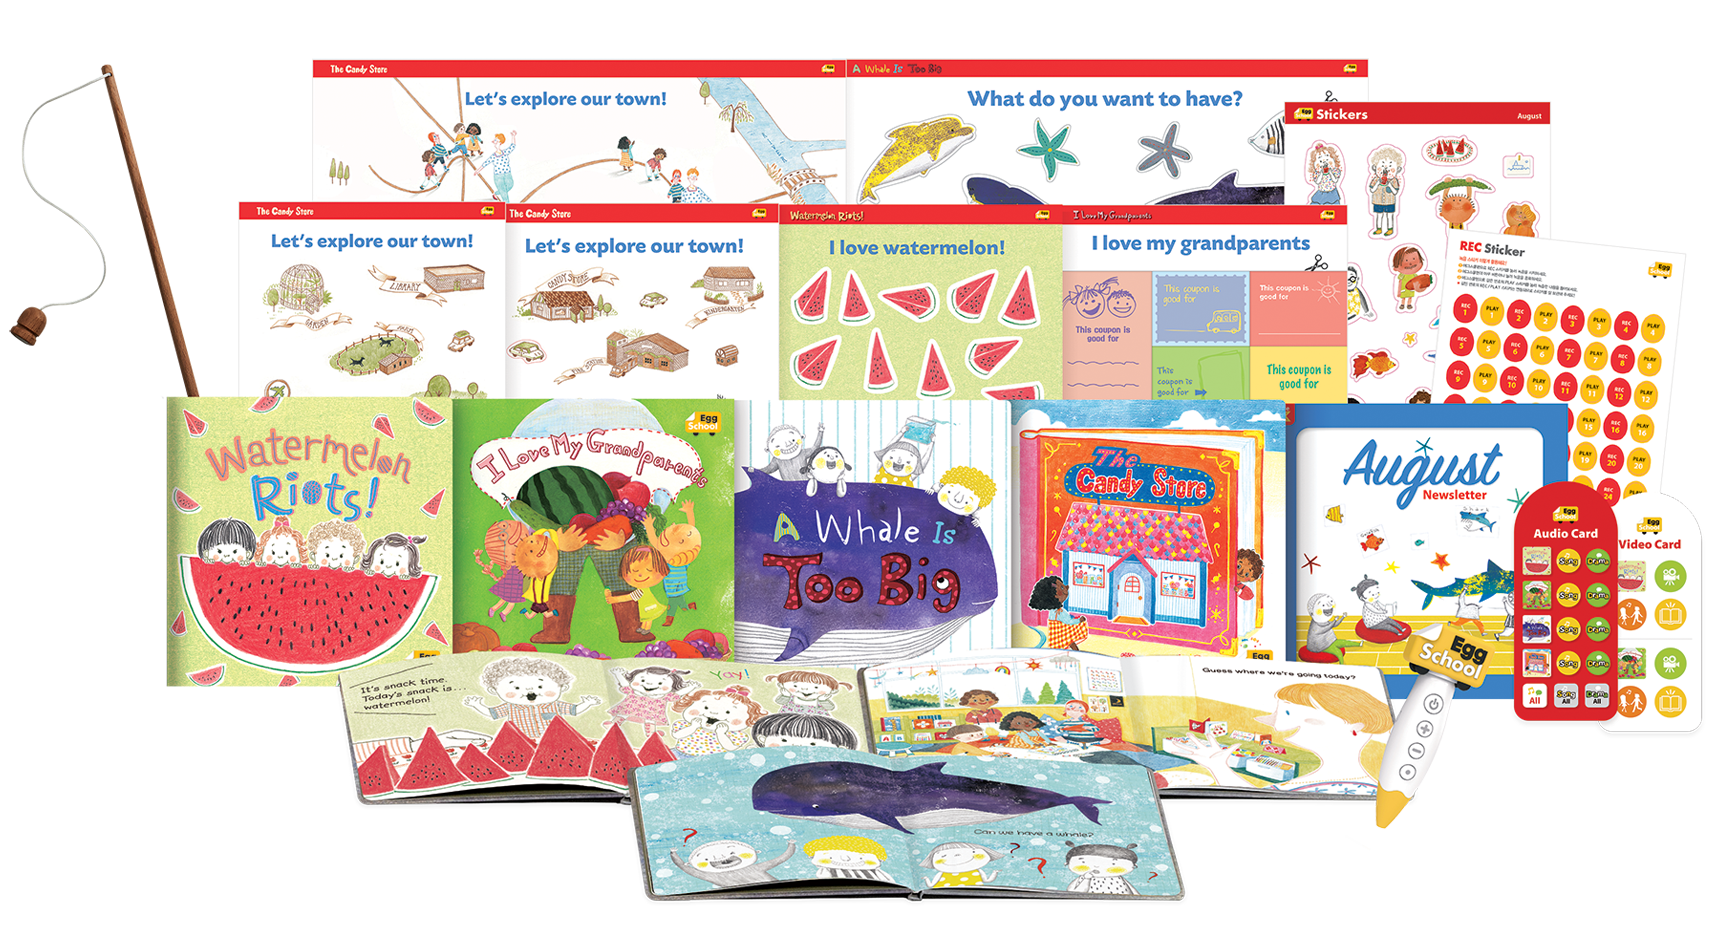 The Candy Store
Let's explore our town!
A Whale Is Too Big
What do you want to have?
Egg
Stickers
August
The Candy Store
Let's explore our town!
GARDEN
LIBRARY
FARM
The Candy Store
Let's explore our town!
CANDY STORE
KINDERGARTEN
FIRE STATION
Watermelon Riots!
I love watermelon!
I Love My Grandparents
I love my grandparents
This coupon is
good for
This coupon is
good for
This coupon is
good for
This
coupon is
good for
This coupon is
good for
REC Sticker
Egg
REC 1
PLAY 1
REC 2
PLAY 2
REC 3
PLAY 3
REC 4
PLAY 4
REC 5
PLAY 5
REC 6
PLAY 6
REC 7
PLAY 7
REC 8
PLAY 8
REC 9
PLAY 9
REC 10
PLAY 10
REC 11
PLAY 11
REC 12
PLAY 12
PLAY 15
REC 16
PLAY 16
PLAY 19
REC 20
PLAY 20
REC 24
Watermelon
Riots!
Egg
I Love My Grandparents
Egg
School
A Whale Is
Too Big
The
Candy Store
Egg
August
Newsletter
Shark
Egg
School
Audio Card
Song
Drama
Song
Drama
Song
Drama
Song
Drama
All
Song
All
Drama
All
Egg
School
Video Card
Egg
School
It's snack time.
Today's snack is...
watermelon!
Yay!
Guess where we're going today?
Can we have a whale?
? ? ? ?